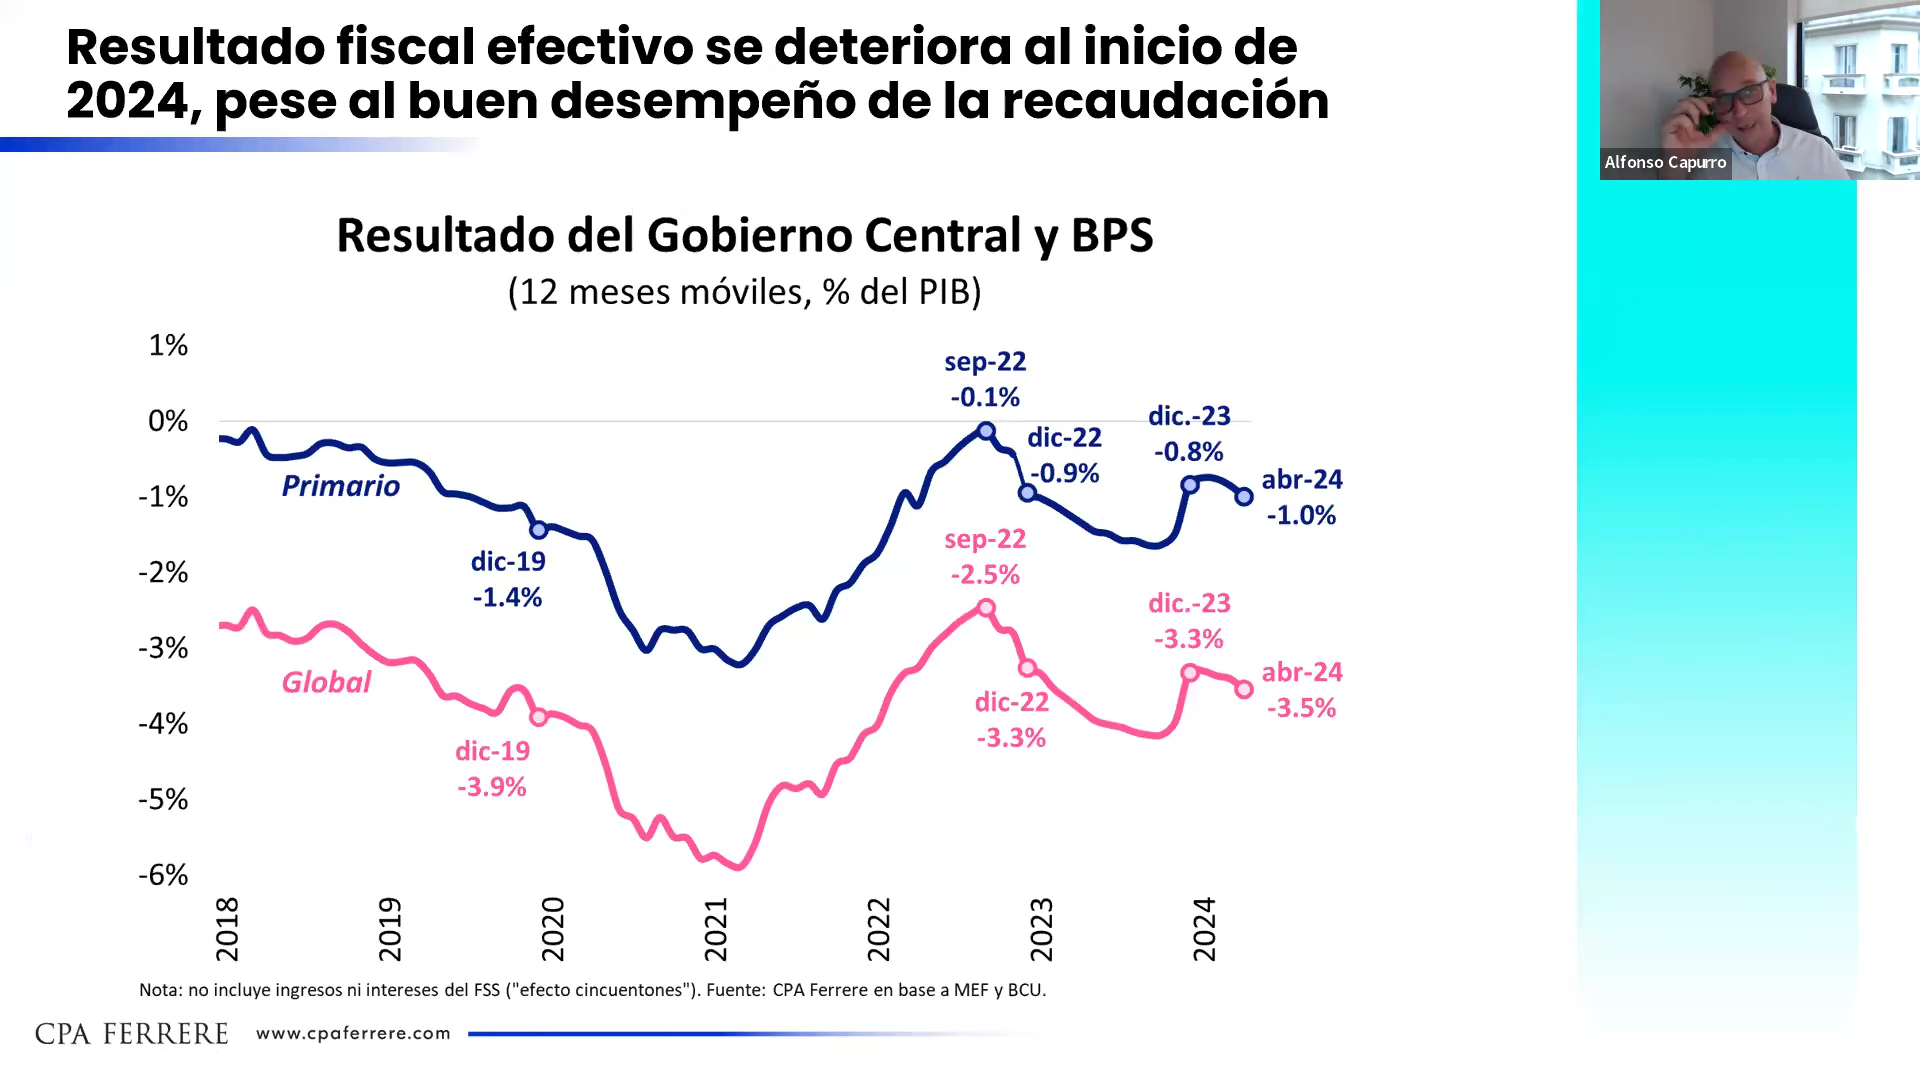 Resultado fiscal efectivo se deteriora al inicio de
2024, pese al buen desempeño de la recaudación
Alfonso Capurro
Resultado del Gobierno Central y BPS
(12 meses móviles, % del PIB)
1%
0%
-1%
-2%
-3%
-4%
-5%
-6%
Primario
dic-19
-1.4%
sep-22
-0.1%
dic-22
-0.9%
dic.-23
-0.8%
abr-24
-1.0%
Global
dic-19
-3.9%
sep-22
-2.5%
dic-22
-3.3%
dic.-23
-3.3%
abr-24
-3.5%
2018
2019
2020
2021
2022
2023
2024
Nota: no incluye ingresos ni intereses del FSS ("efecto cincuentones"). Fuente: CPA Ferrere en base a MEF y BCU.
CPA FERRERE
www.cpaferrere.com